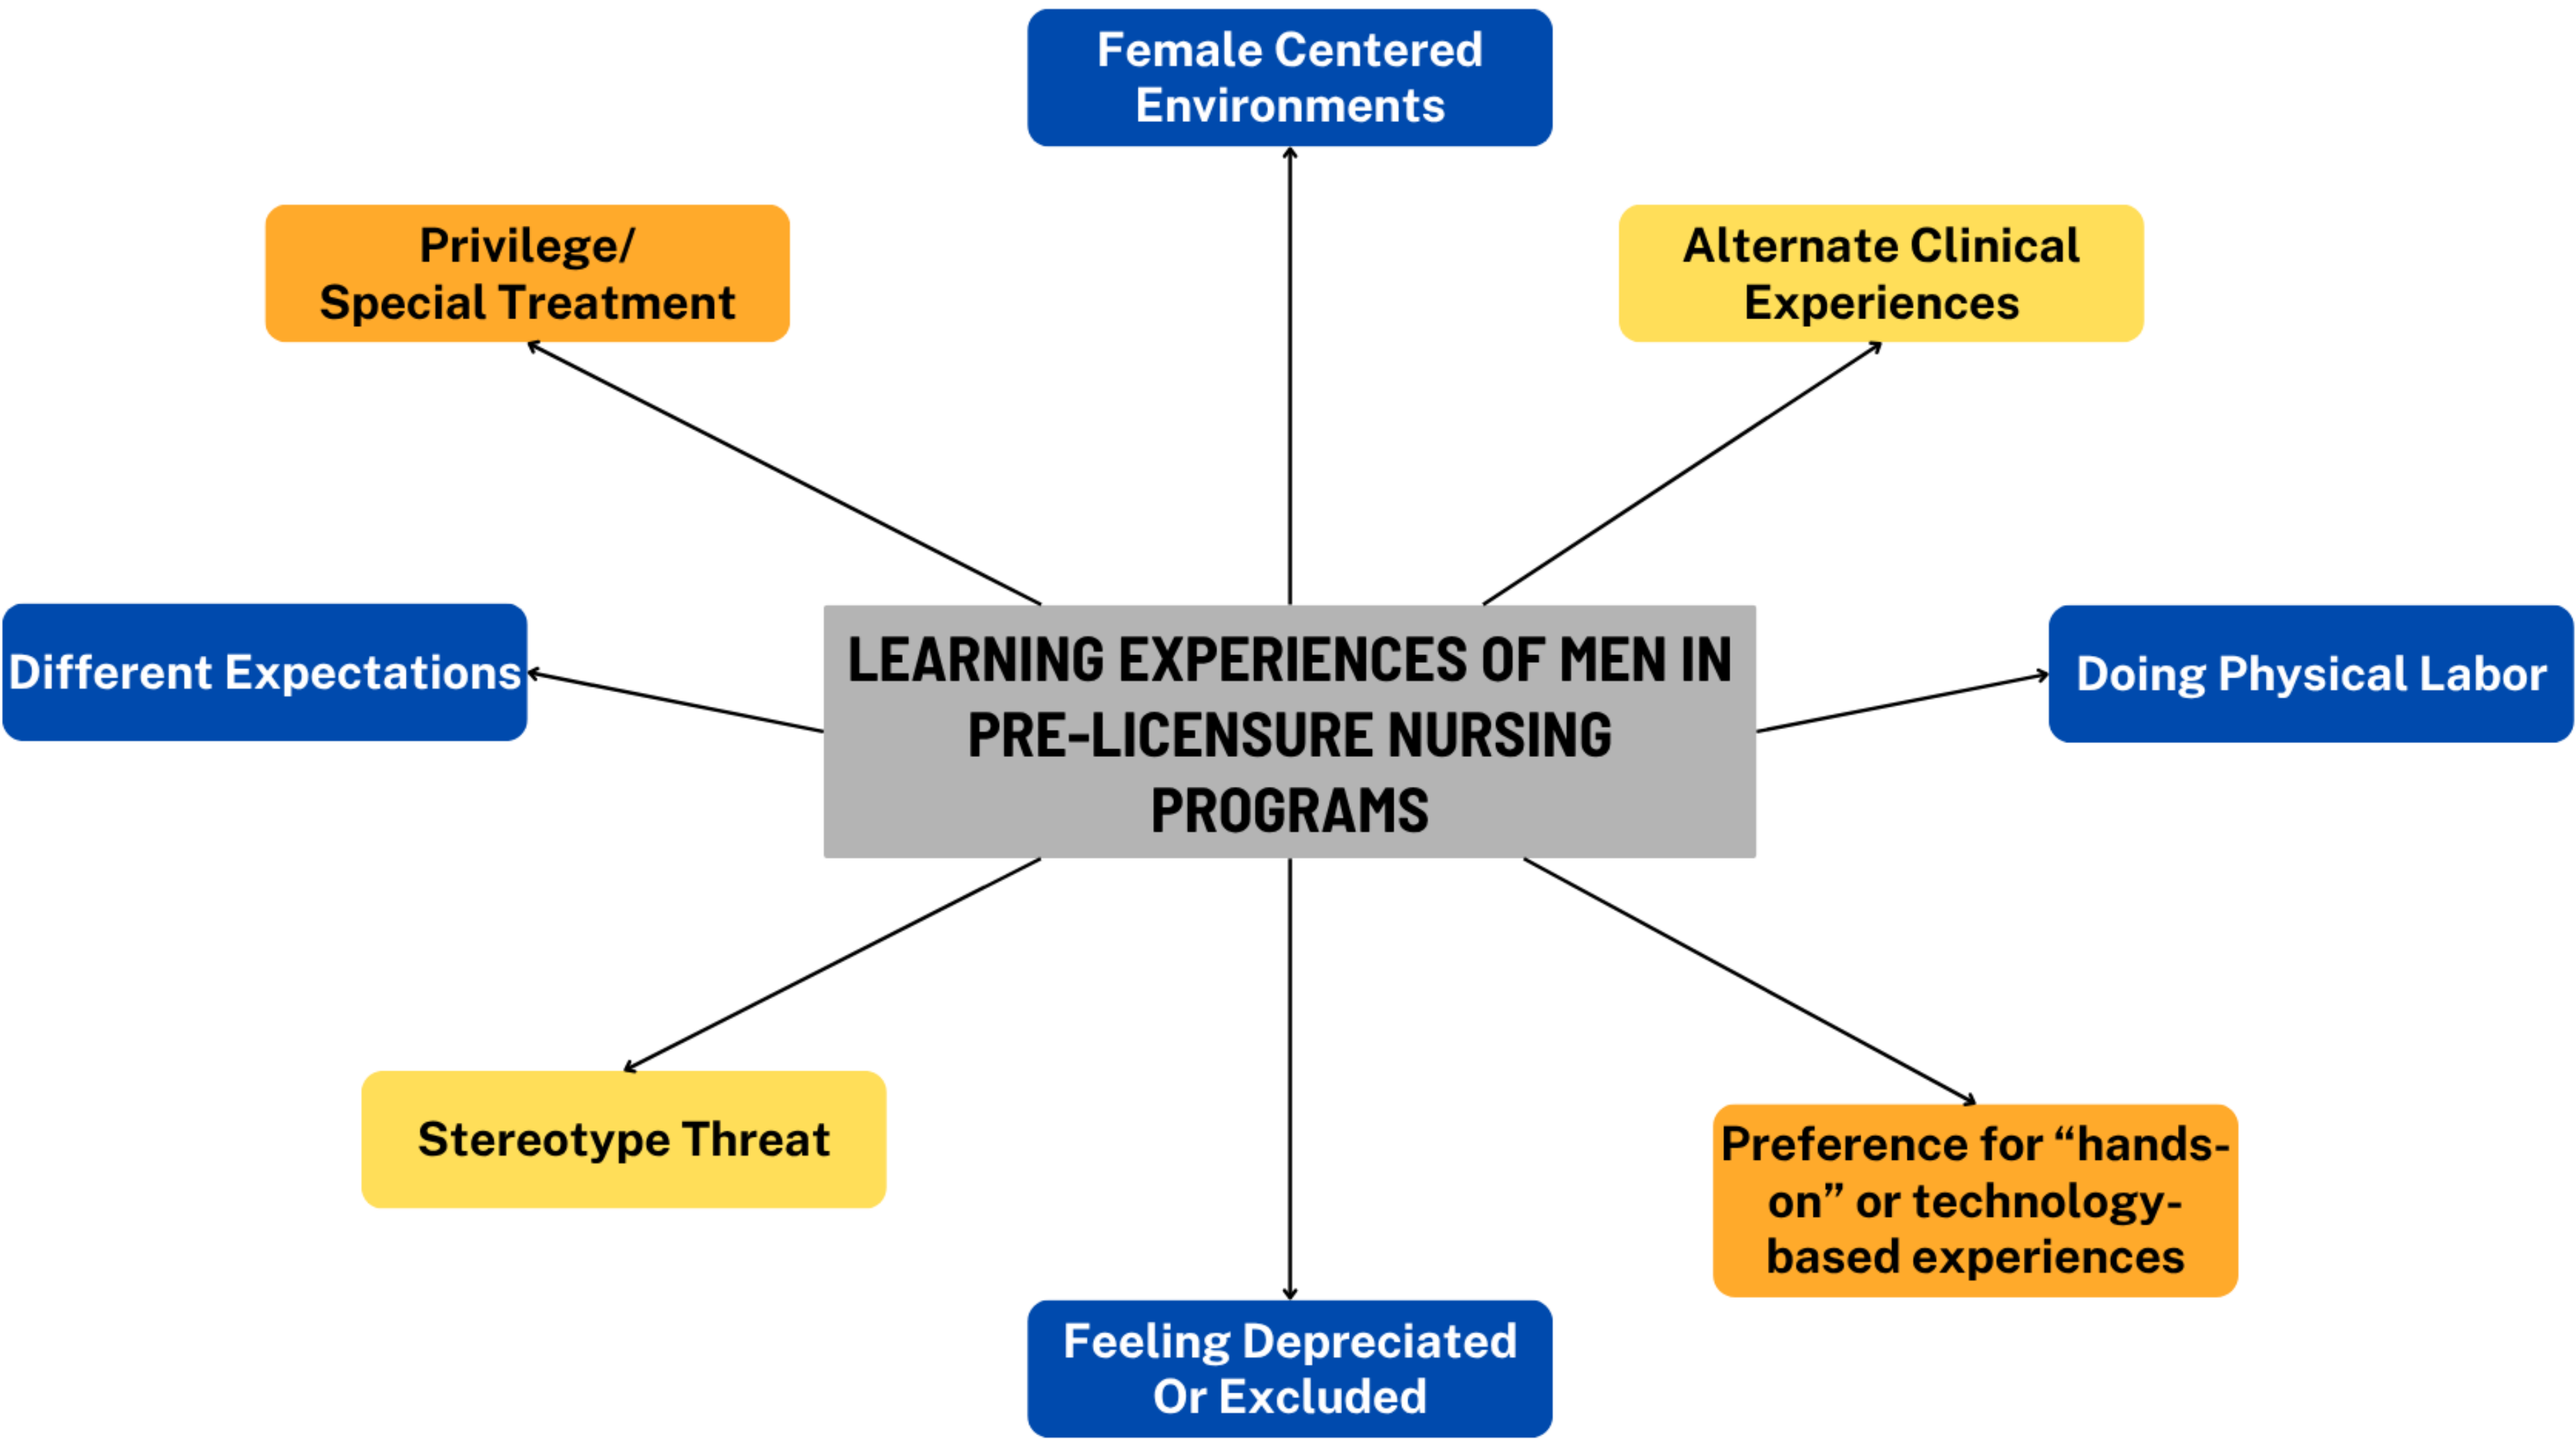 Female Centered
Environments
Privilege/
Special Treatment
Alternate Clinical
Experiences
Different Expectations
LEARNING EXPERIENCES OF MEN IN
PRE-LICENSURE NURSING
PROGRAMS
Doing Physical Labor
Stereotype Threat
Preference for “hands-
on” or technology-
based experiences
Feeling Depreciated
Or Excluded